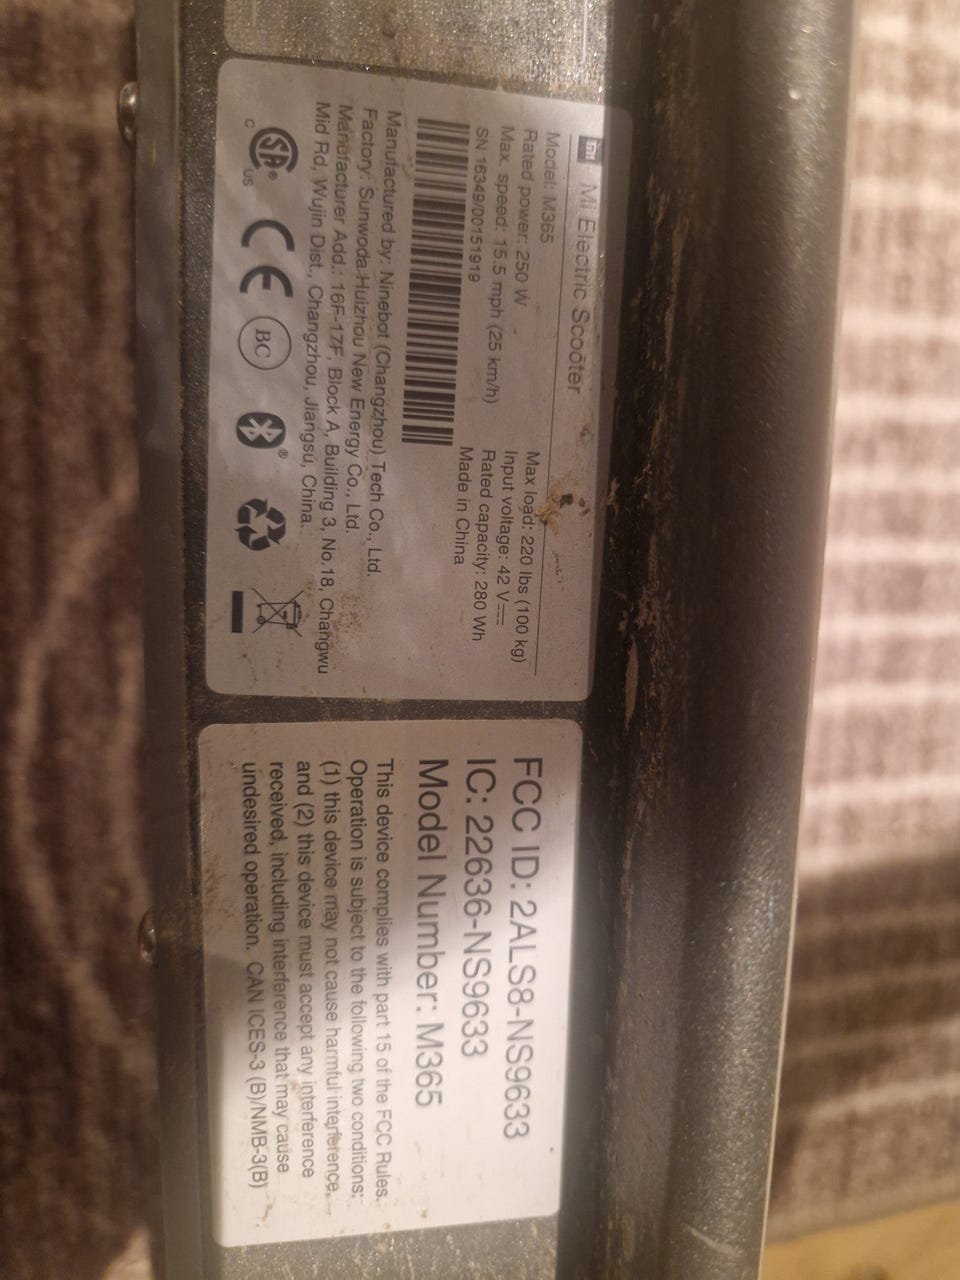 mi Mi Electric Scooter
Model: M365
Rated power: 250 W
Max. speed: 15.5 mph (25 km/h)
SN 16349/00151919
Max load: 220 lbs (100 kg)
Input voltage: 42 V⎓
Rated capacity: 280 Wh
Made in China
Manufactured by: Ninebot (Changzhou) Tech Co., Ltd.
Factory: Sunwoda Huizhou New Energy Co., Ltd.
Manufacturer Add.: 16F-17F, Block A, Building 3, No.18, Changwu
Mid Rd, Wujin Dist., Changzhou, Jiangsu, China.
C SA® US CE BC ®
FCC ID: 2ALS8-NS9633
IC: 22636-NS9633
Model Number: M365
This device complies with part 15 of the FCC Rules.
Operation is subject to the following two conditions:
(1) this device may not cause harmful interference,
and (2) this device must accept any interference
received, including interference that may cause
undesired operation. CAN ICES-3 (B)/NMB-3(B)